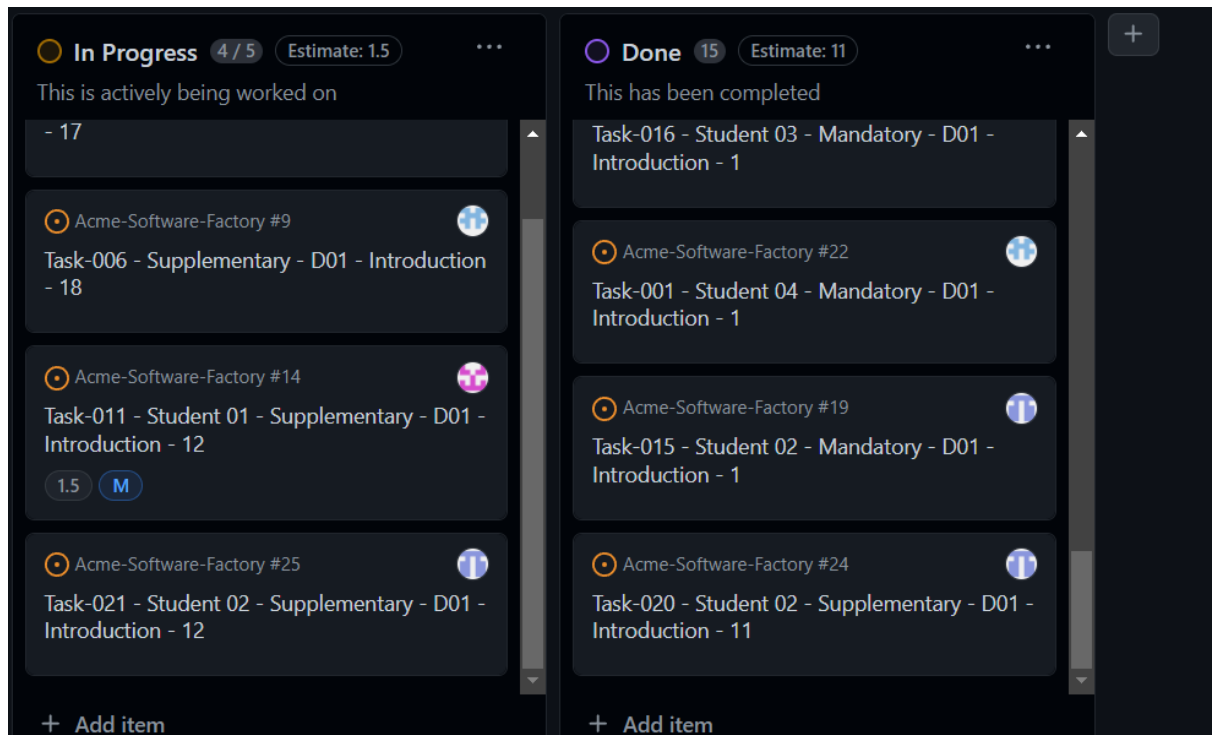 In Progress 4 / 5 Estimate: 1.5 ...
This is actively being worked on
- 17
Acme-Software-Factory #9
Task-006 - Supplementary - D01 - Introduction
- 18
Acme-Software-Factory #14
Task-011 - Student 01 - Supplementary - D01 -
Introduction - 12
1.5 M
Acme-Software-Factory #25
Task-021 - Student 02 - Supplementary - D01 -
Introduction - 12
+ Add item
Done 15 Estimate: 11 ...
This has been completed
Task-016 - Student 03 - Mandatory - D01 -
Introduction - 1
Acme-Software-Factory #22
Task-001 - Student 04 - Mandatory - D01 -
Introduction - 1
Acme-Software-Factory #19
Task-015 - Student 02 - Mandatory - D01 -
Introduction - 1
Acme-Software-Factory #24
Task-020 - Student 02 - Supplementary - D01 -
Introduction - 11
+ Add item
+